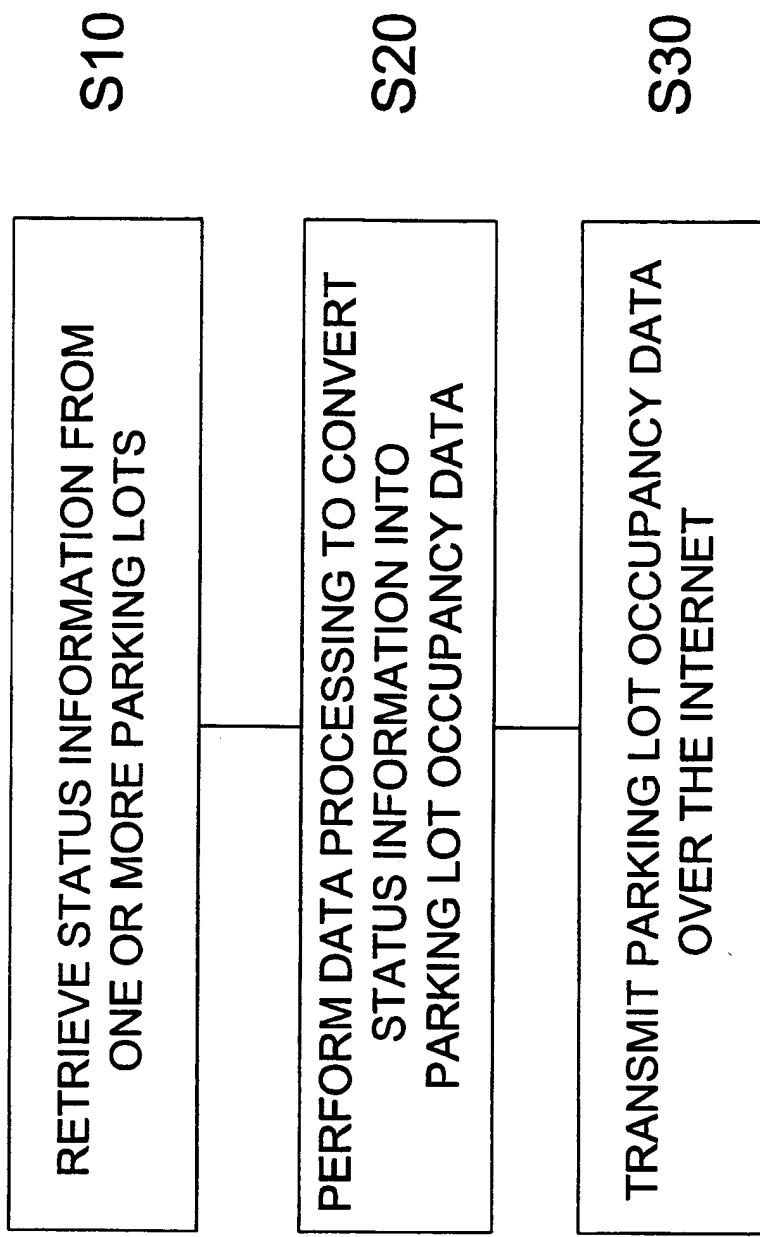 RETRIEVE STATUS INFORMATION FROM
ONE OR MORE PARKING LOTS
S10
PERFORM DATA PROCESSING TO CONVERT
STATUS INFORMATION INTO
PARKING LOT OCCUPANCY DATA
S20
TRANSMIT PARKING LOT OCCUPANCY DATA
OVER THE INTERNET
S30